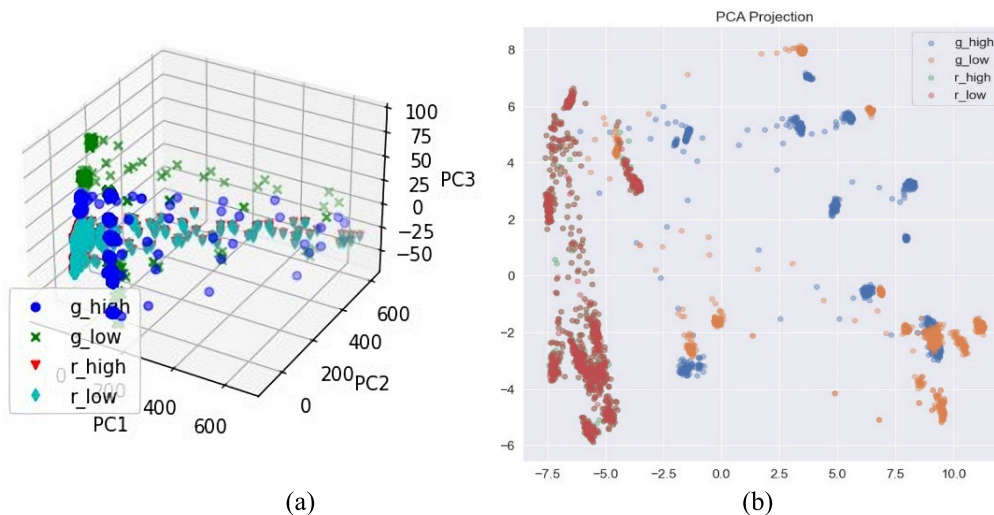 PCA Projection
100
75
50
25
0
−25
−50
PC3
600
400
200
0
PC2
0
200
400
600
PC1
g_high
g_low
r_high
r_low
8
6
4
2
0
−2
−4
−6
−7.5
−5.0
−2.5
0.0
2.5
5.0
7.5
10.0
g_high
g_low
r_high
r_low
(a)
(b)